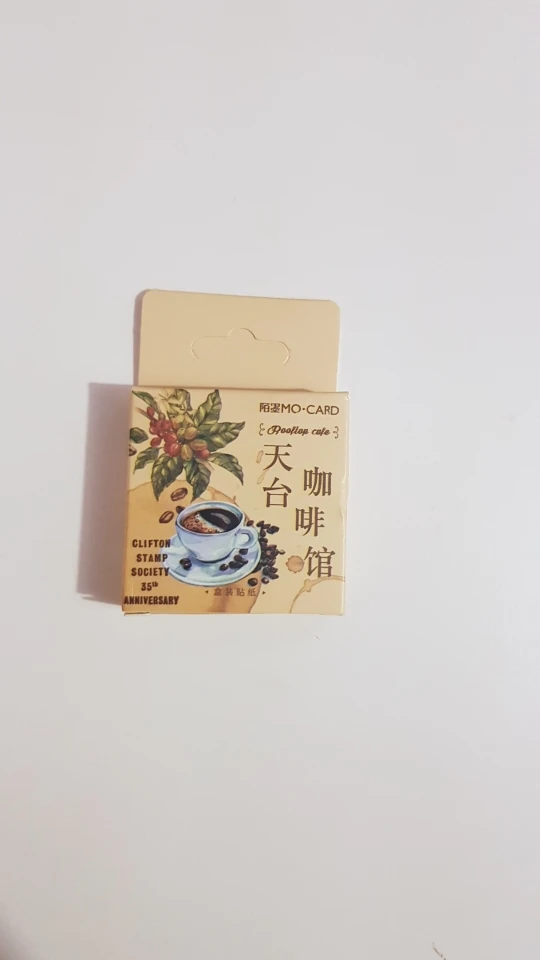 陌墨MO·CARD
Rooftop cafe
天台
咖啡馆
CLIFTON
STAMP
SOCIETY
35th
ANNIVERSARY
盒装贴纸